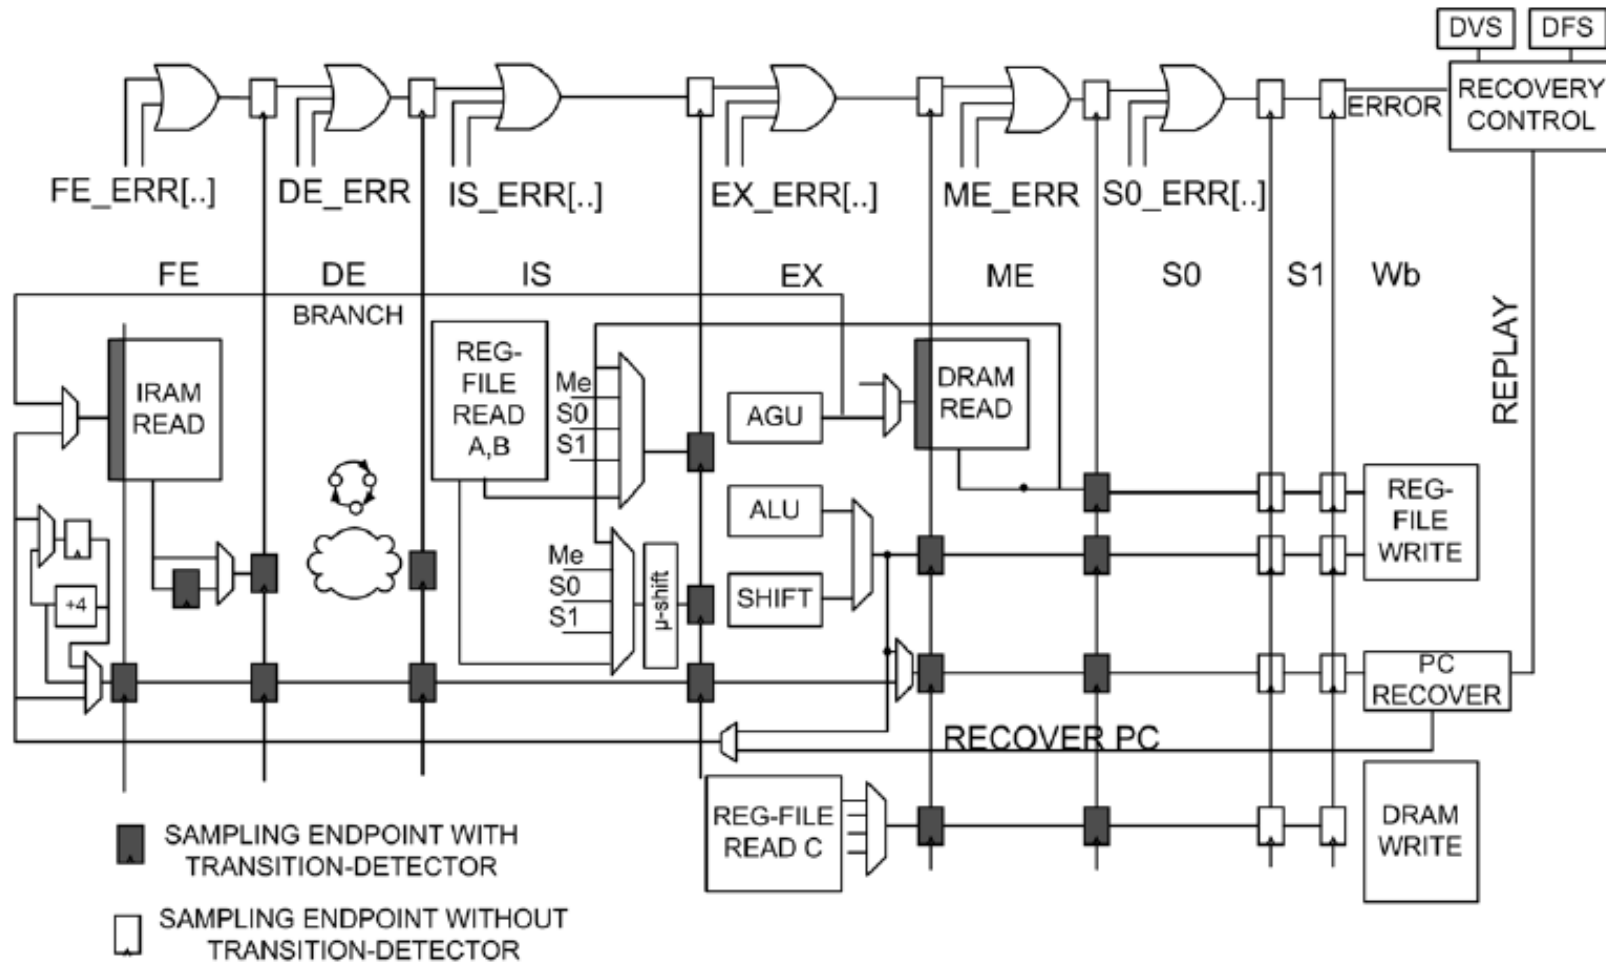 DVS
DFS
RECOVERY
CONTROL
ERROR
FE_ERR[..]
DE_ERR
IS_ERR[..]
EX_ERR[..]
ME_ERR
S0_ERR[..]
FE
DE
IS
EX
ME
S0
S1
Wb
BRANCH
REPLAY
IRAM
READ
REG-
FILE
READ
A,B
Me
S0
S1
AGU
DRAM
READ
ALU
SHIFT
Me
S0
S1
µ-shift
+4
REG-
FILE
WRITE
PC
RECOVER
RECOVER PC
REG-FILE
READ C
DRAM
WRITE
SAMPLING ENDPOINT WITH
TRANSITION-DETECTOR
SAMPLING ENDPOINT WITHOUT
TRANSITION-DETECTOR